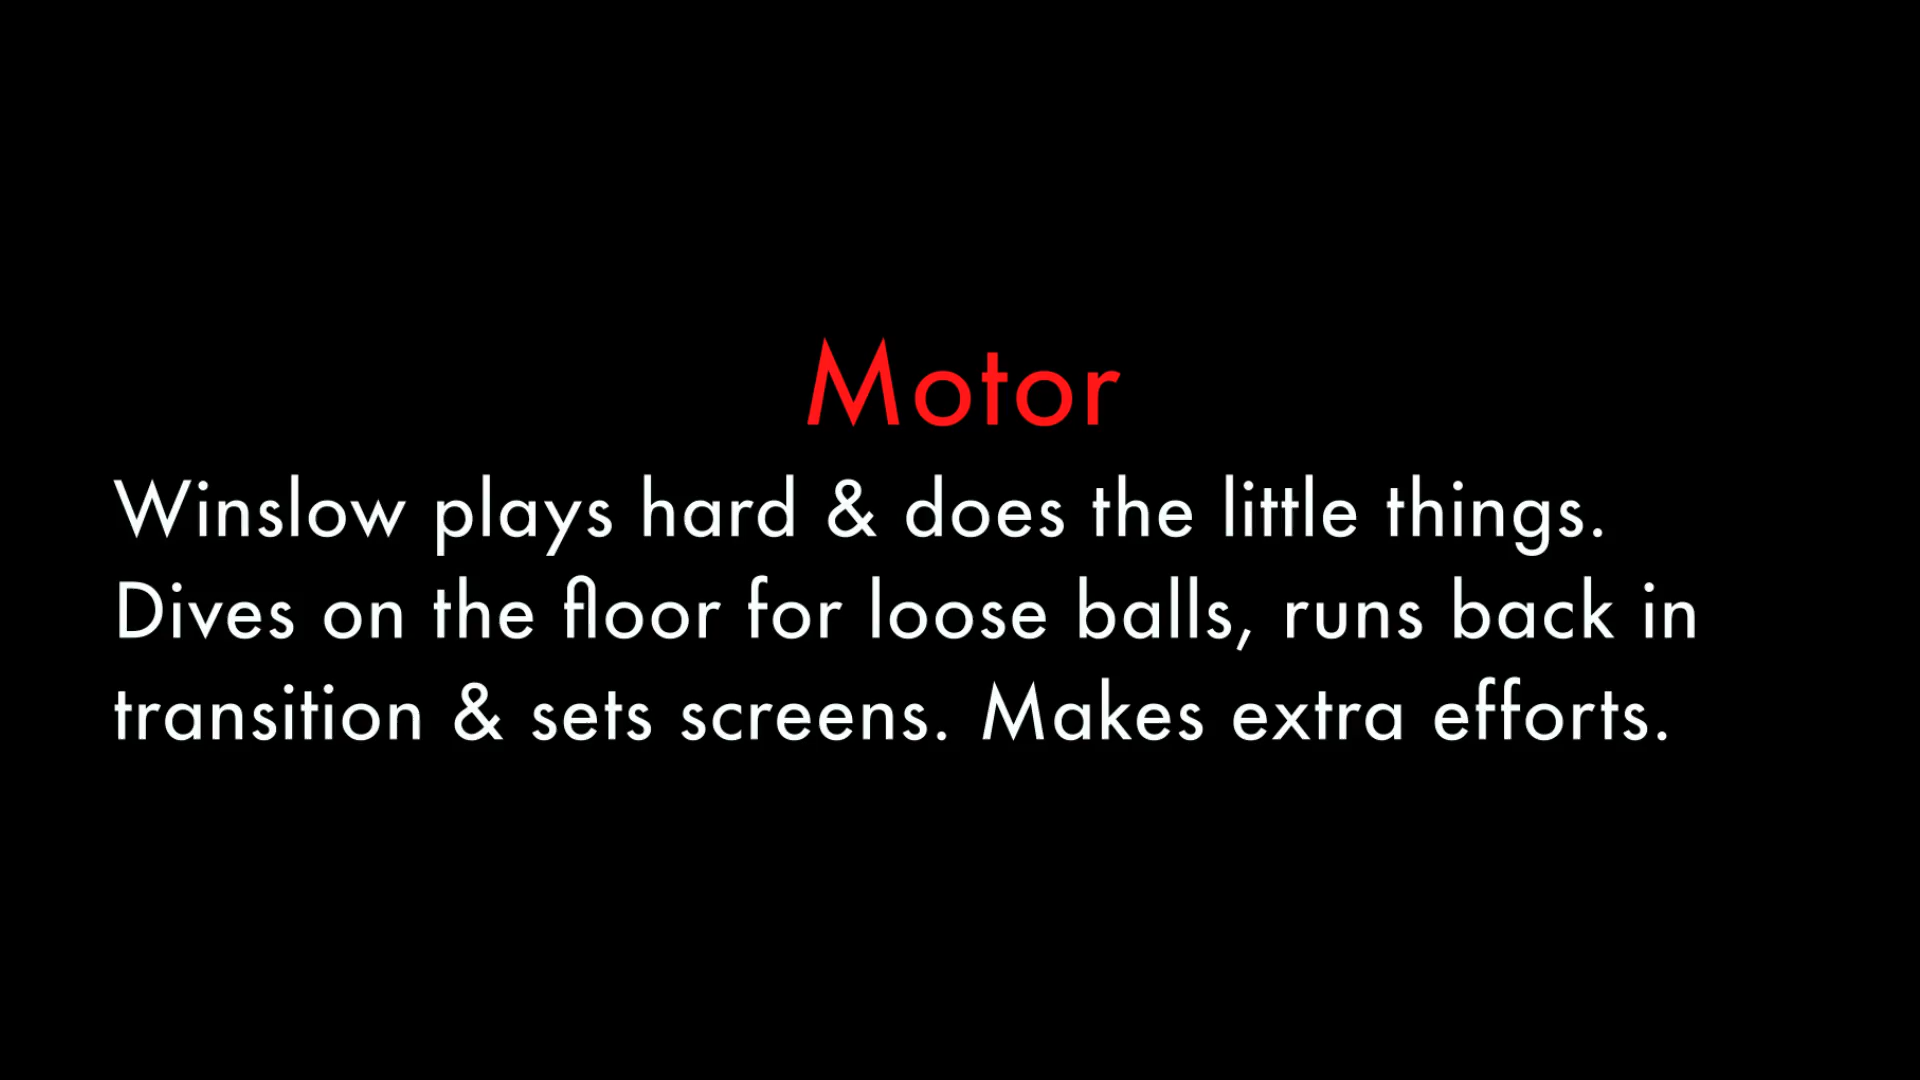 Motor
Winslow plays hard & does the little things.
Dives on the floor for loose balls, runs back in
transition & sets screens. Makes extra efforts.